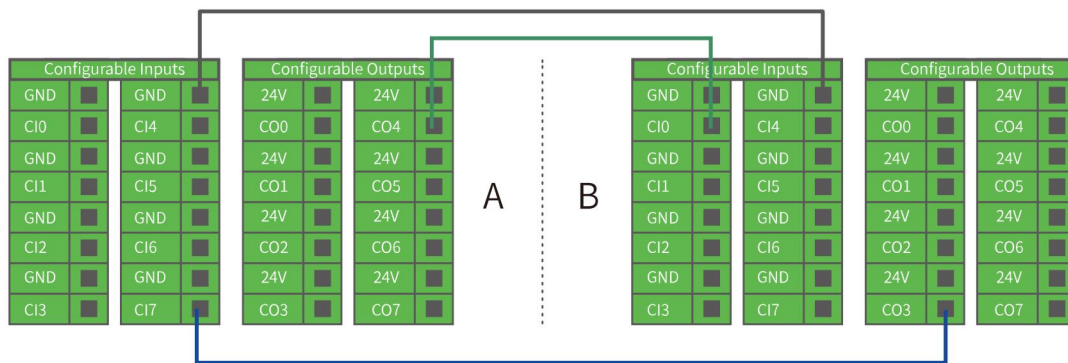 Configurable Inputs Configurable Outputs Configurable Inputs Configurable Outputs
GND GND 24V 24V GND GND 24V 24V
CI0 CI4 CO0 CO4 CI0 CI4 CO0 CO4
GND GND 24V 24V GND GND 24V 24V
CI1 CI5 CO1 CO5 A B CI1 CI5 CO1 CO5
GND GND 24V 24V GND GND 24V 24V
CI2 CI6 CO2 CO6 CI2 CI6 CO2 CO6
GND GND 24V 24V GND GND 24V 24V
CI3 CI7 CO3 CO7 CI3 CI7 CO3 CO7